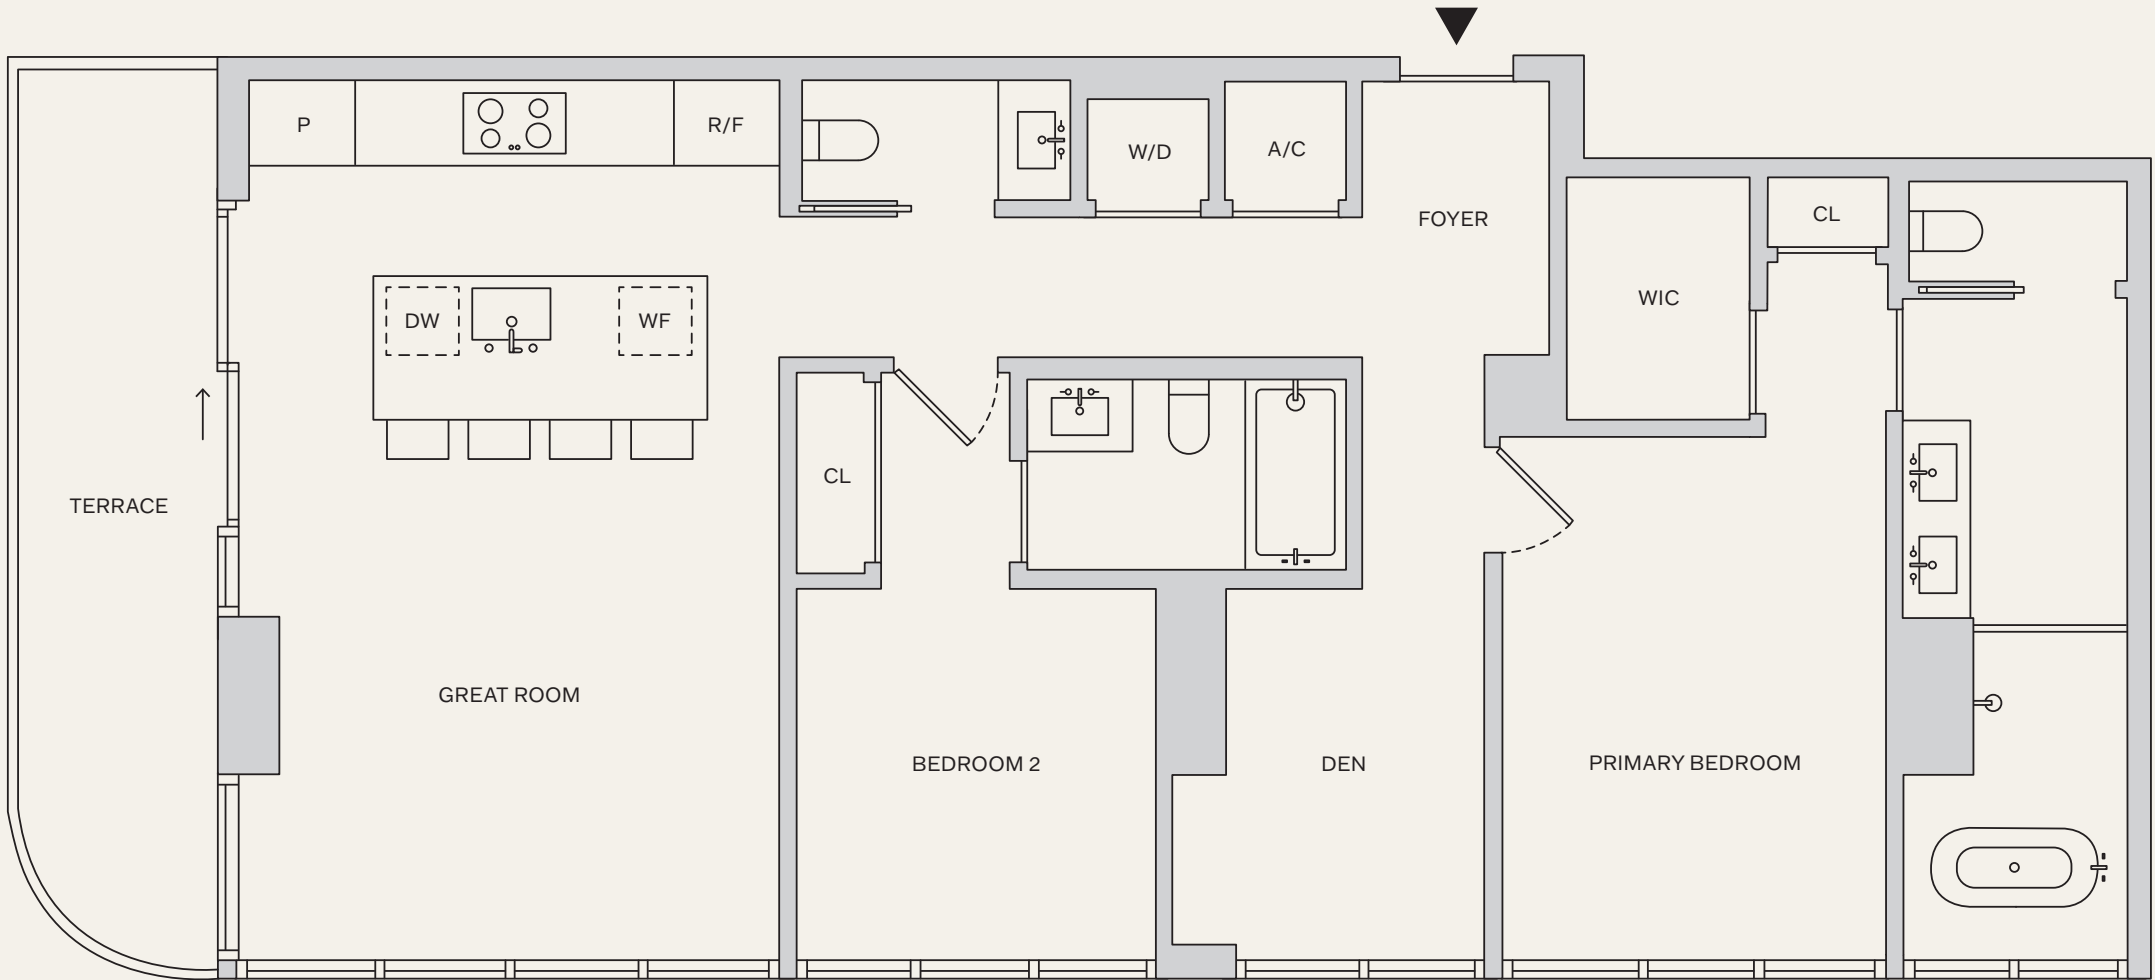 P
R/F
W/D
A/C
FOYER
CL
WIC
DW
WF
CL
TERRACE
GREAT ROOM
BEDROOM 2
DEN
PRIMARY BEDROOM